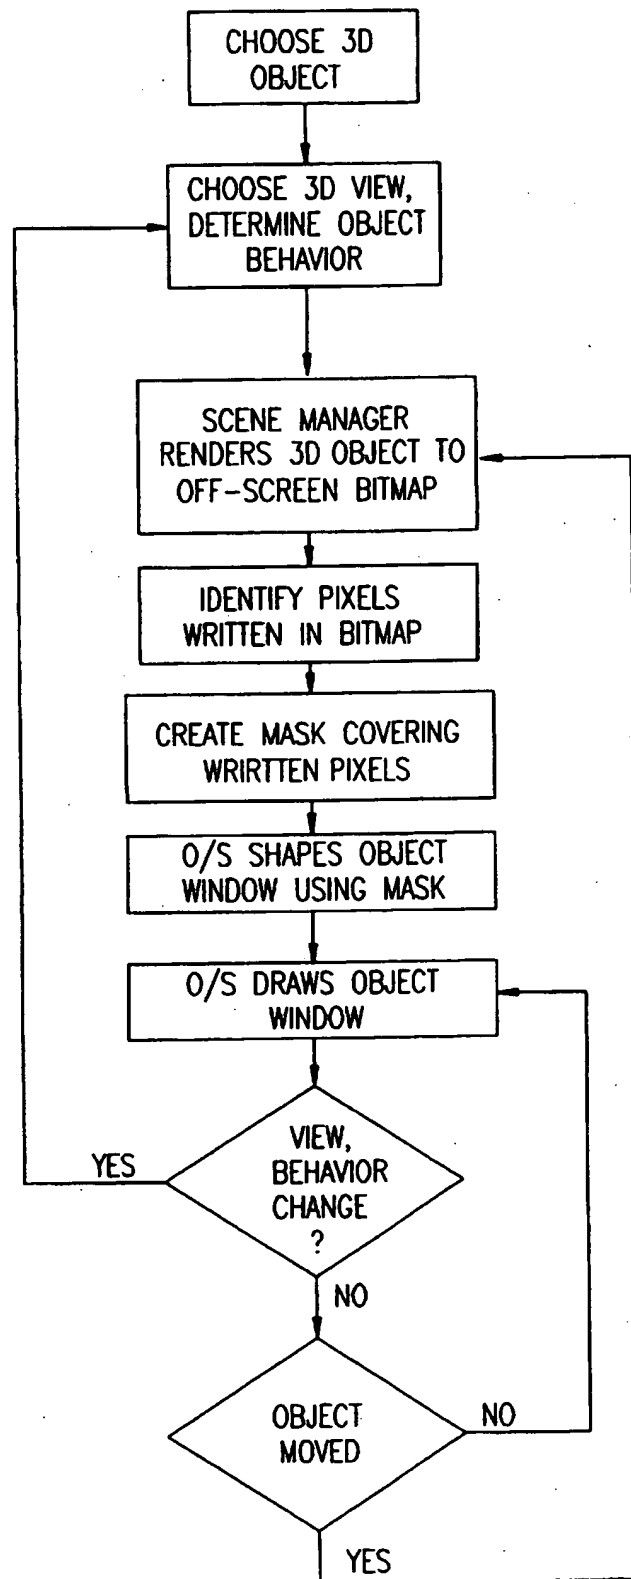 CHOOSE 3D
OBJECT
CHOOSE 3D VIEW,
DETERMINE OBJECT
BEHAVIOR
SCENE MANAGER
RENDERS 3D OBJECT TO
OFF-SCREEN BITMAP
IDENTIFY PIXELS
WRITTEN IN BITMAP
CREATE MASK COVERING
WRIRTTEN PIXELS
O/S SHAPES OBJECT
WINDOW USING MASK
O/S DRAWS OBJECT
WINDOW
VIEW,
YES
BEHAVIOR
CHANGE
?
NO
OBJECT
NO
MOVED
YES